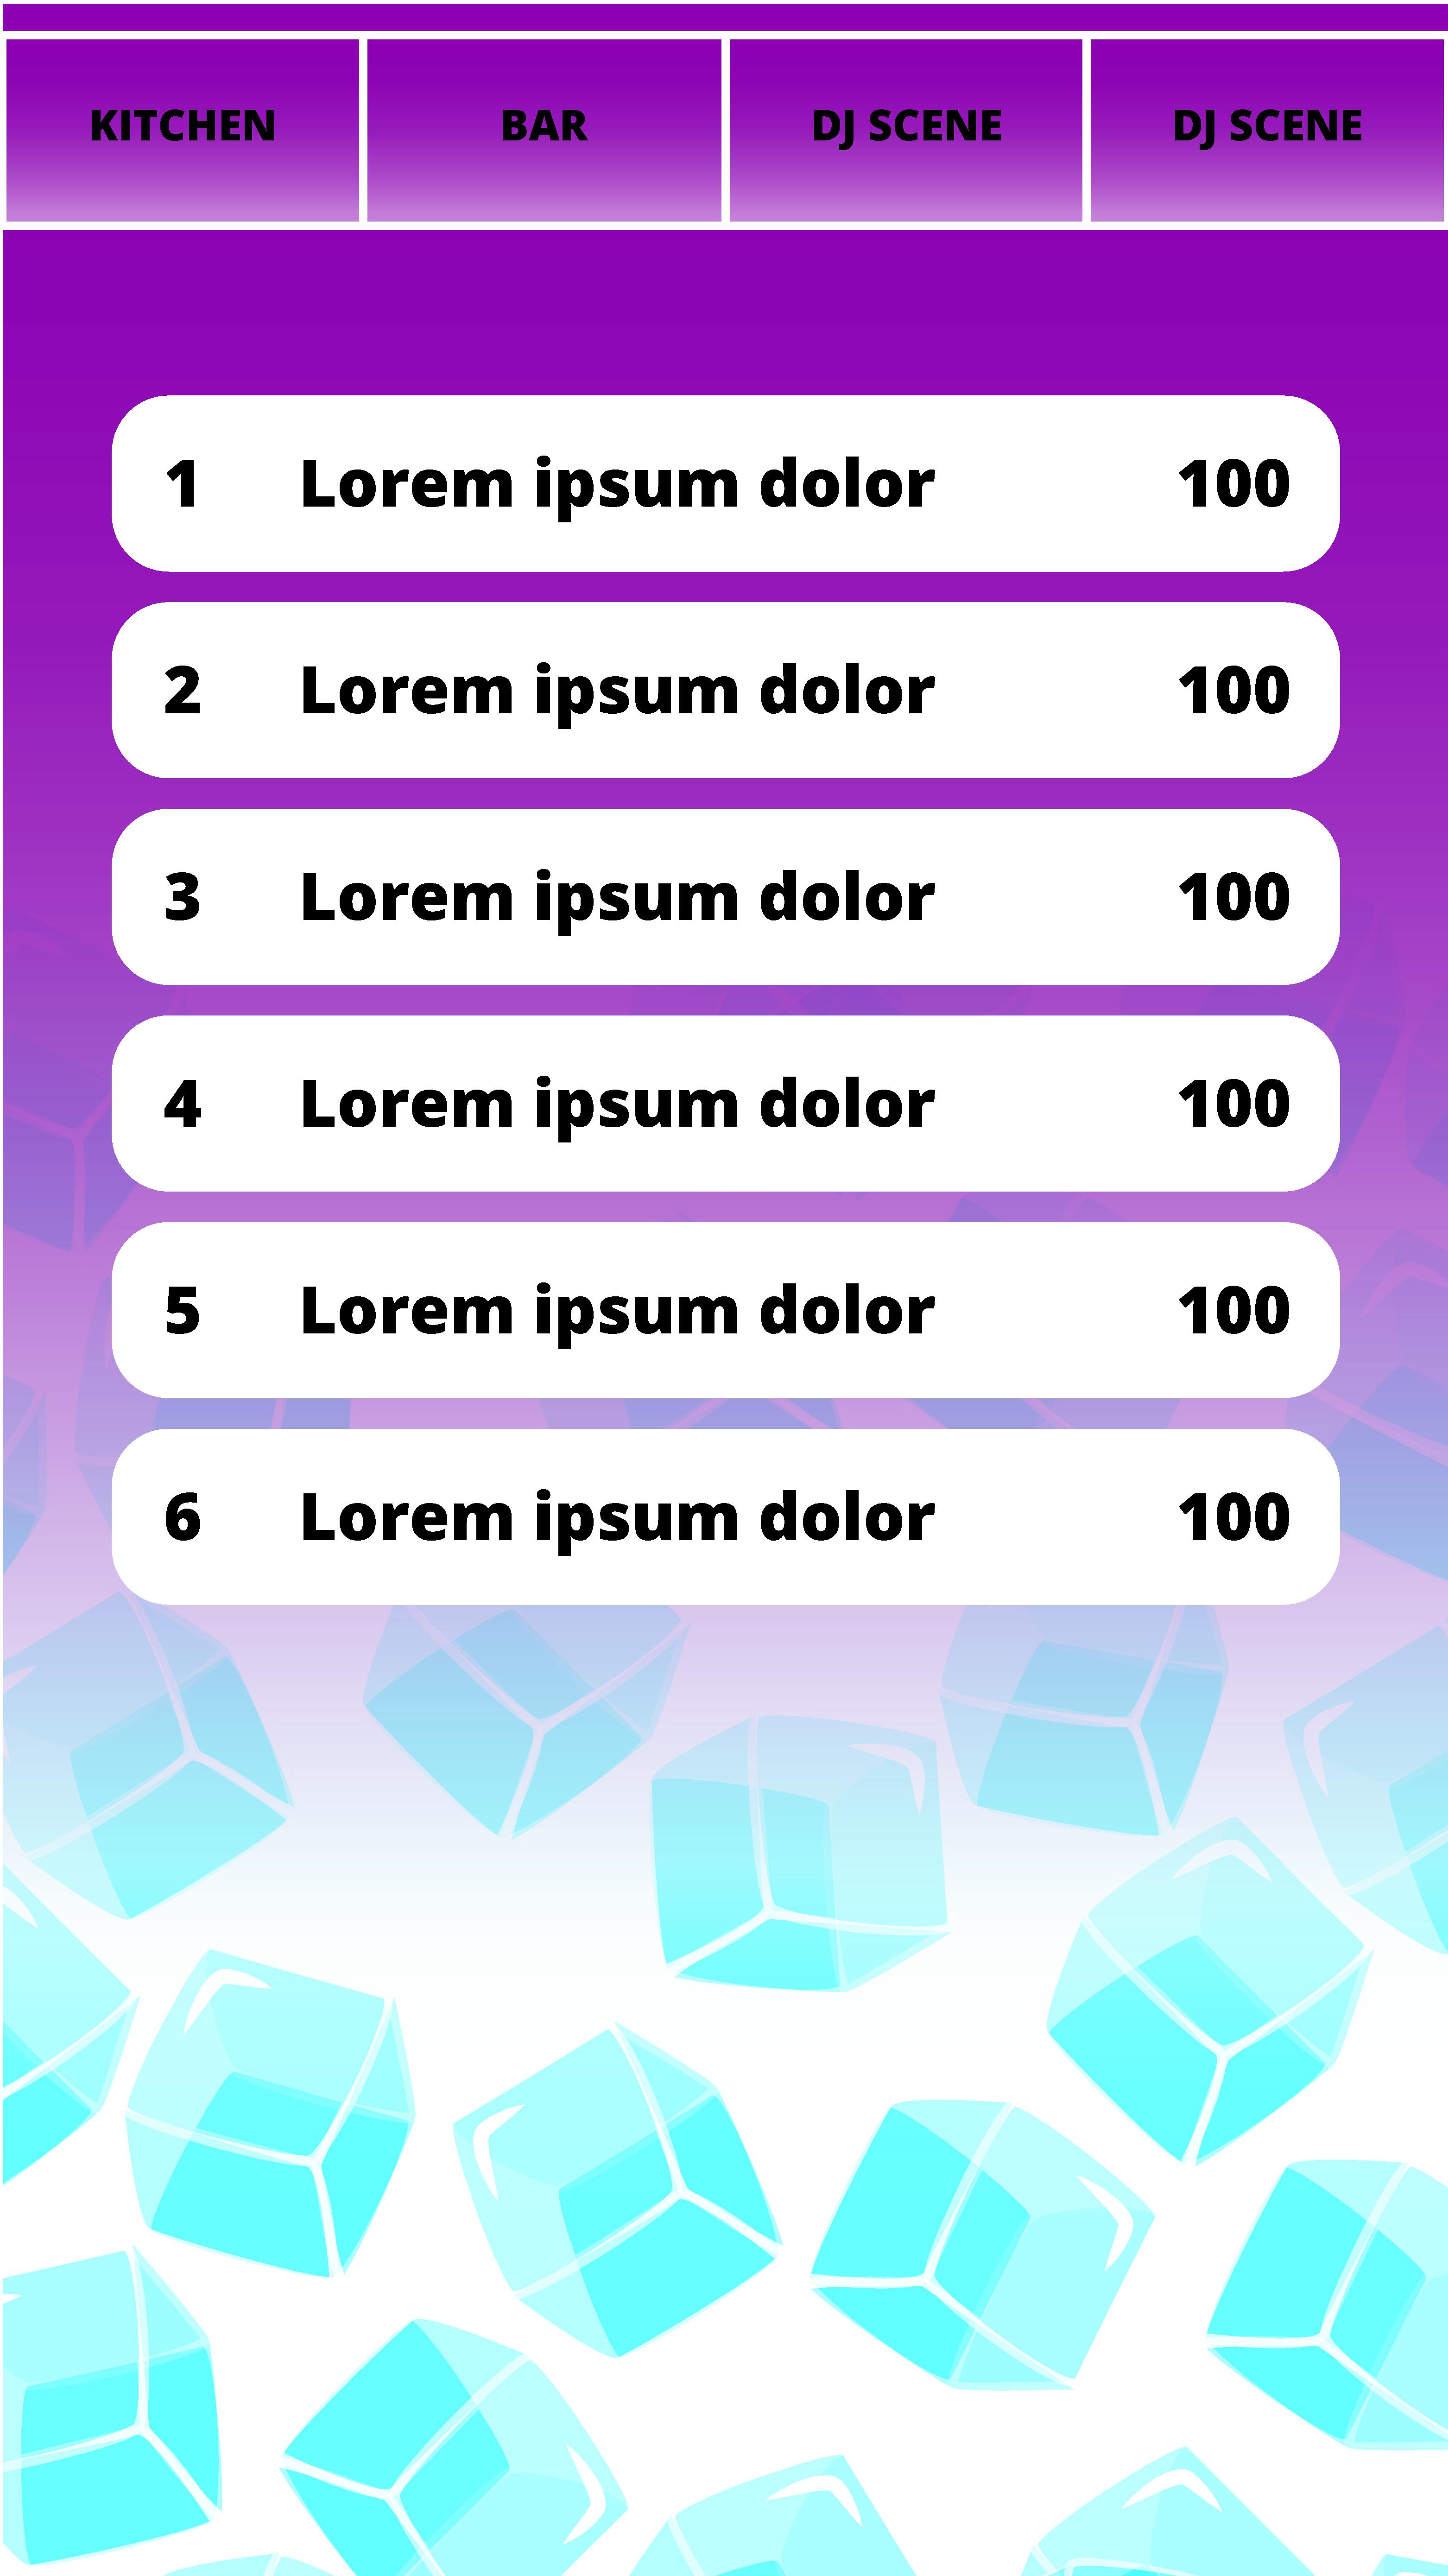 KITCHEN BAR DJ SCENE DJ SCENE
1 Lorem ipsum dolor 100
2 Lorem ipsum dolor 100
3 Lorem ipsum dolor 100
4 Lorem ipsum dolor 100
5 Lorem ipsum dolor 100
6 Lorem ipsum dolor 100